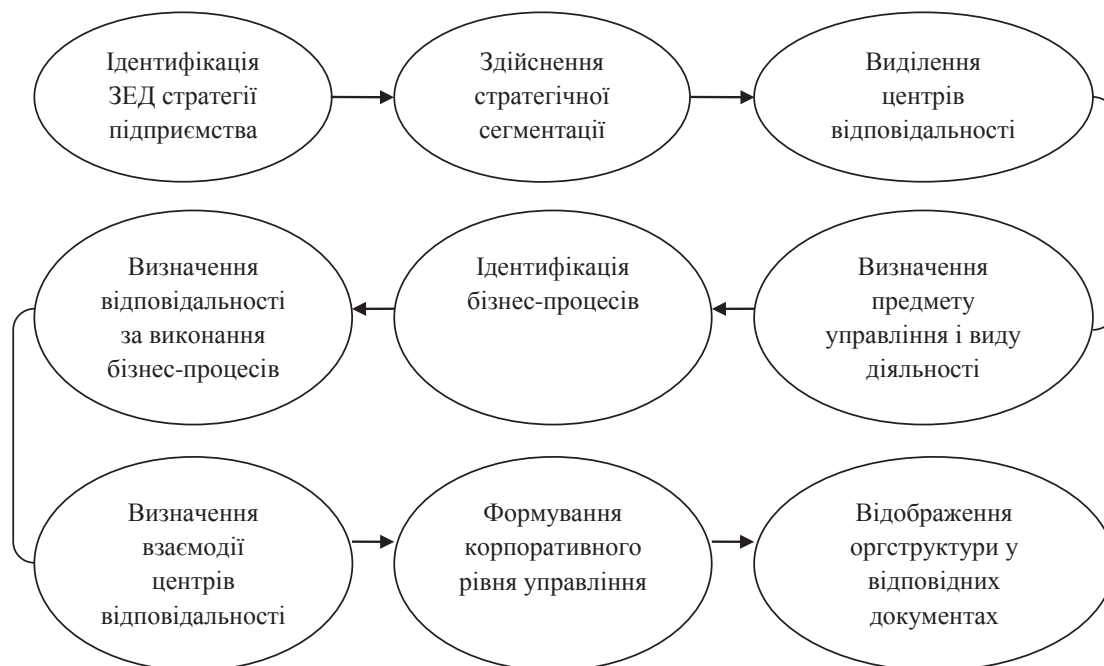 Ідентифікація
ЗЕД стратегії
підприємства
Здійснення
стратегічної
сегментації
Виділення
центрів
відповідальності
Визначення
предмету
управління і виду
діяльності
Ідентифікація
бізнес-процесів
Визначення
відповідальності
за виконання
бізнес-процесів
Визначення
взаємодії
центрів
відповідальності
Формування
корпоративного
рівня управління
Відображення
оргструктури у
відповідних
документах